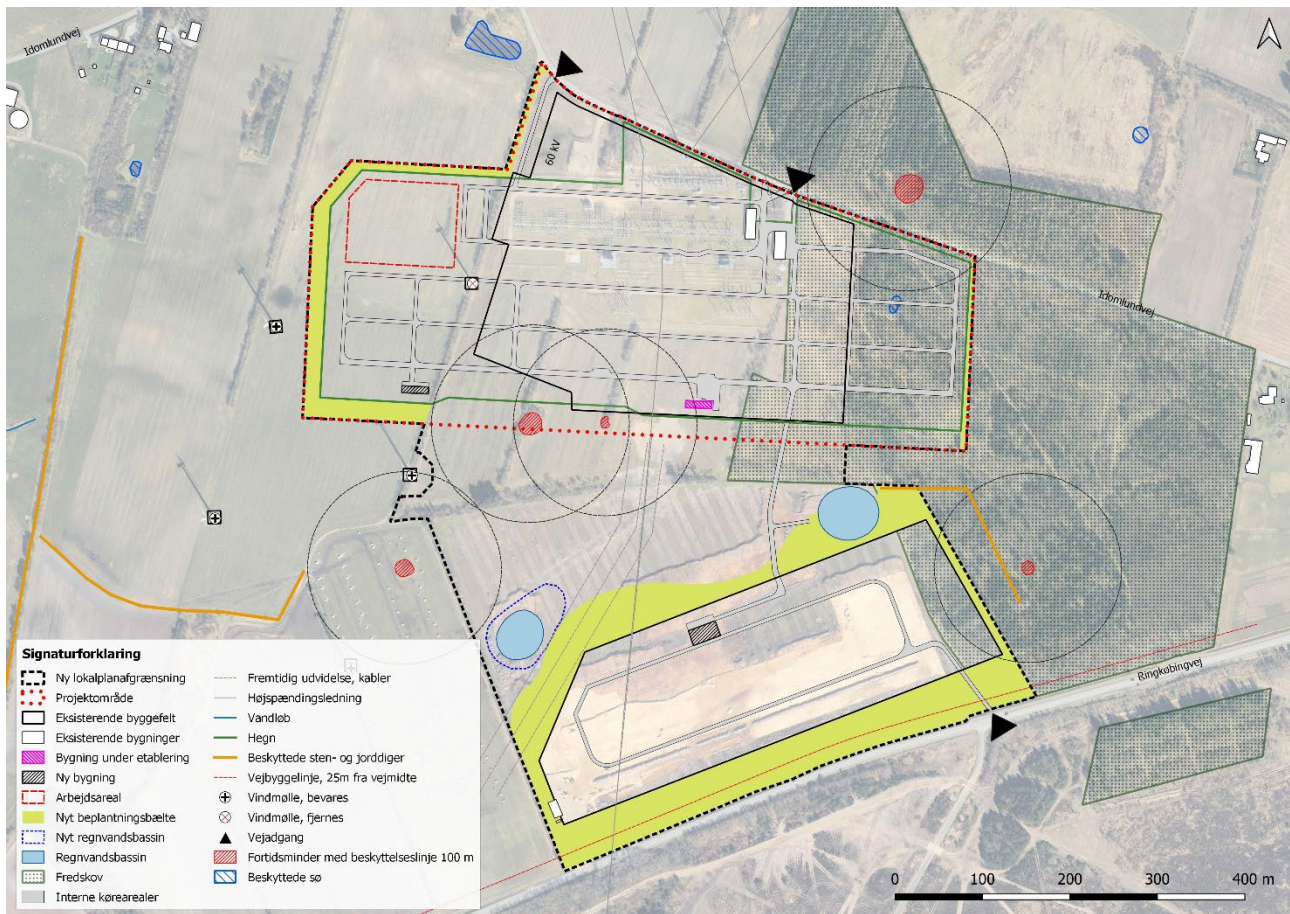 Idomlundvej
60 kV
Idomlundvej
Ringkøbingvej
Signaturforklaring
Ny lokalplanafgrænsning
Projektområde
Eksisterende byggefelt
Eksisterende bygninger
Bygning under etablering
Ny bygning
Arbejdsareal
Nyt beplantningsbælte
Nyt regnvandsbassin
Regnvandsbassin
Fredskov
Interne kørearealer
Fremtidig udvidelse, kabler
Højspændingsledning
Vandløb
Hegn
Beskyttede sten- og jorddiger
Vejbyggelinje, 25m fra vejmidte
Vindmølle, bevares
Vindmølle, fjernes
Vejadgang
Fortidsminder med beskyttelseslinje 100 m
Beskyttede sø
0 100 200 300 400 m